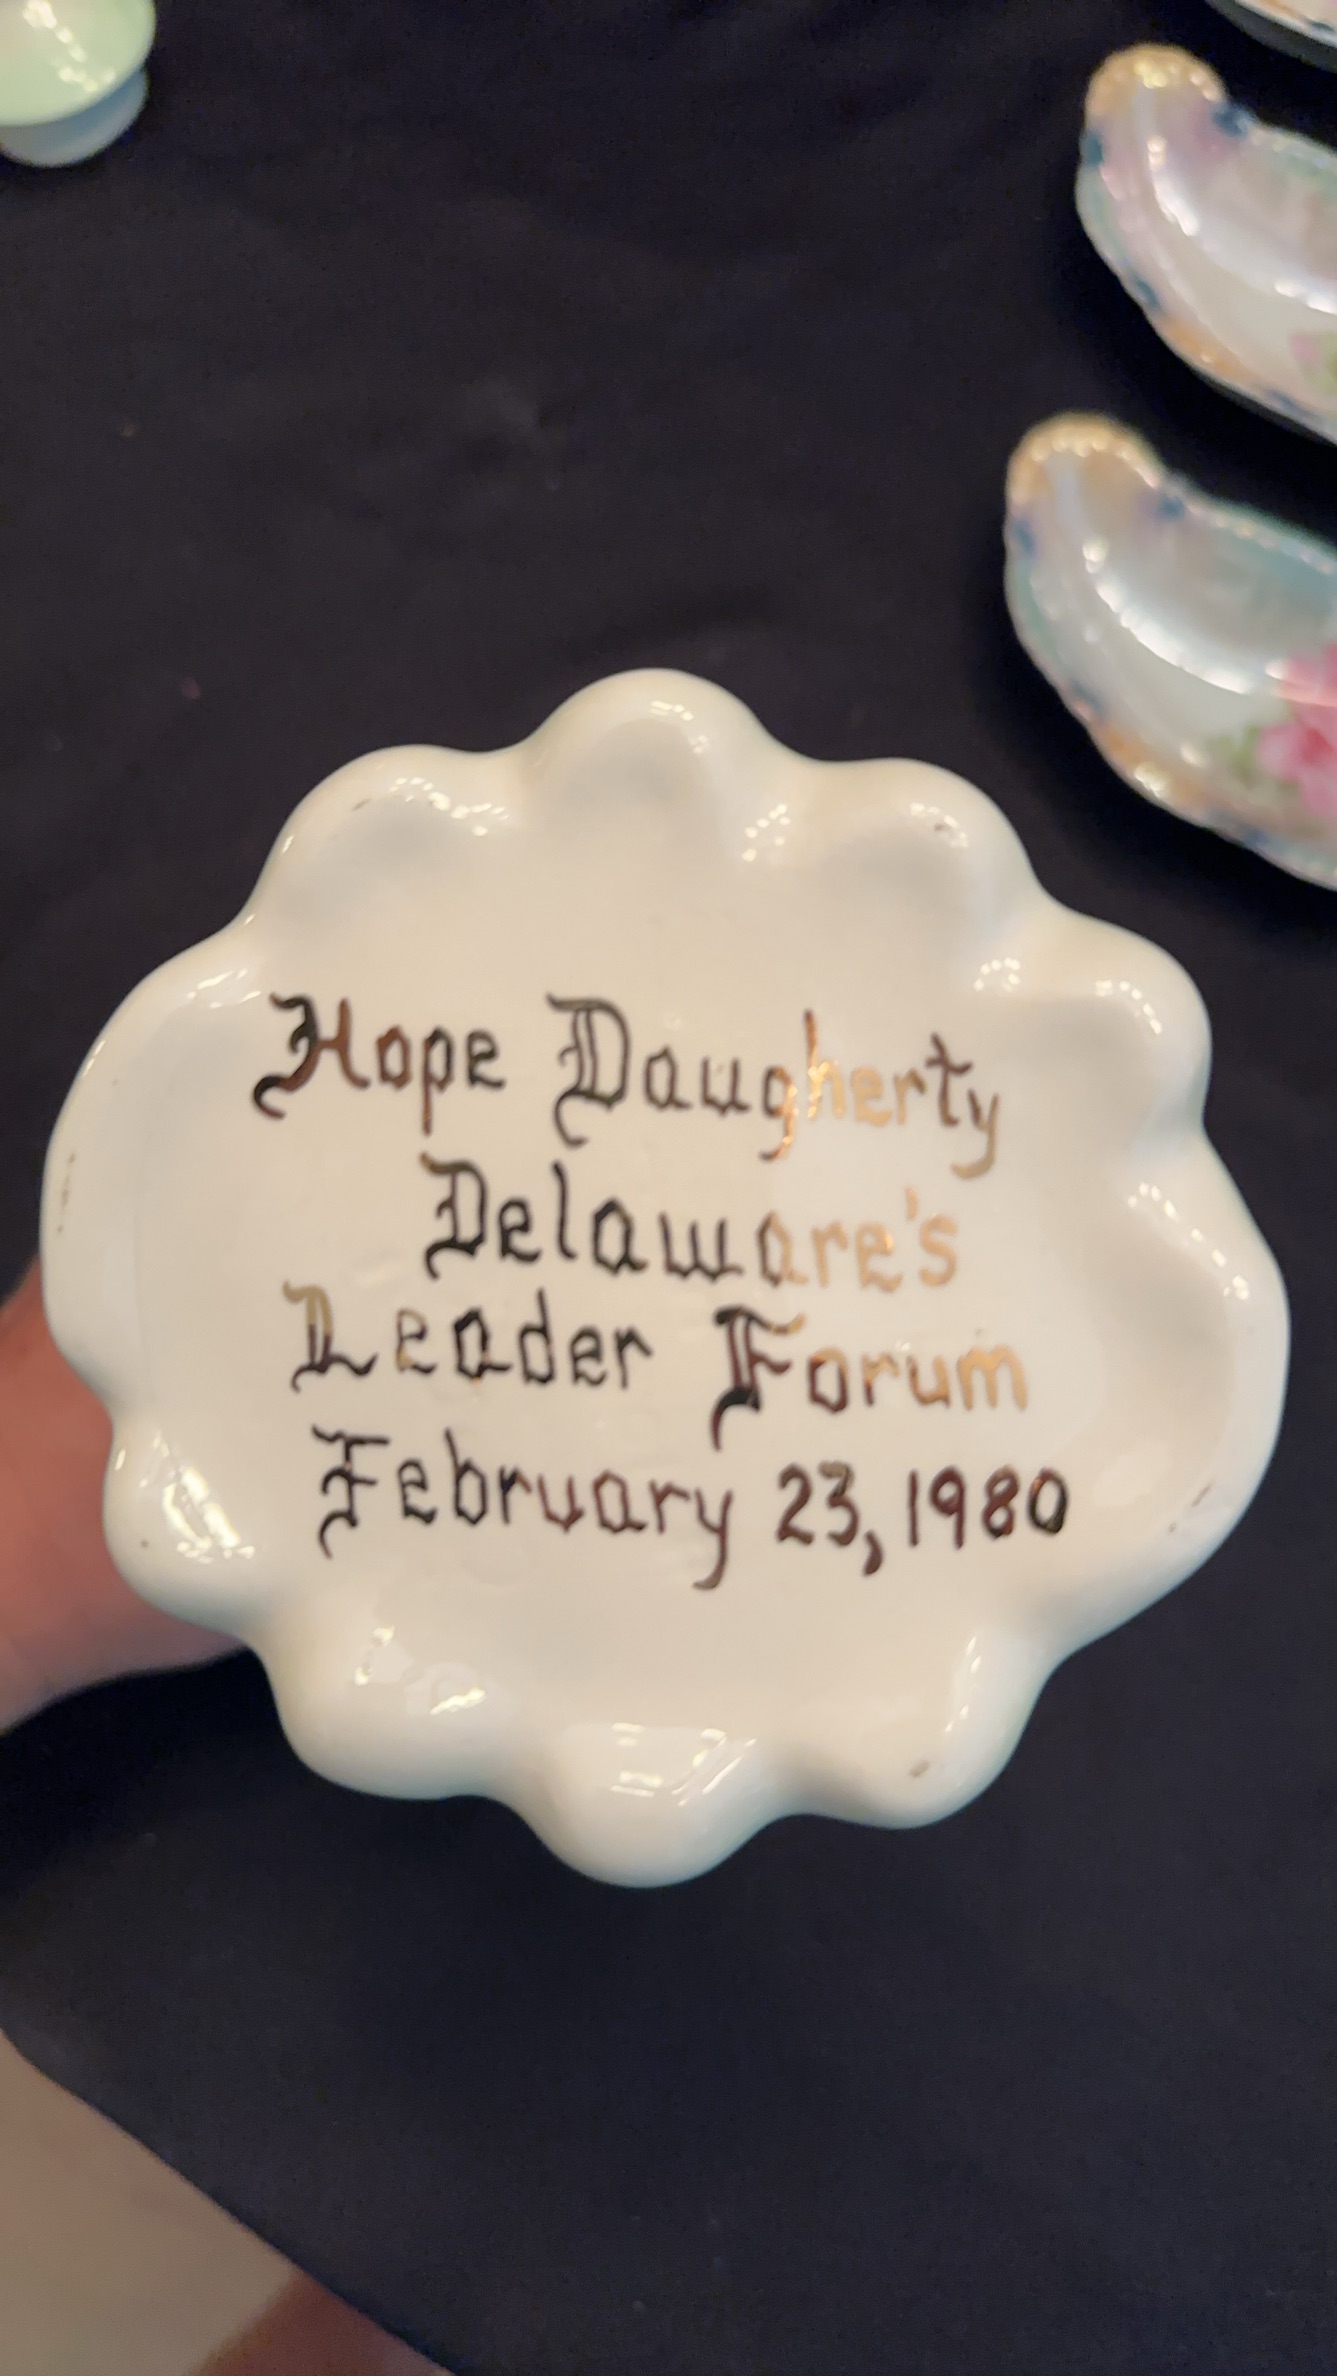 Hope Daugherty
Delaware's
Leader Forum
February 23, 1980